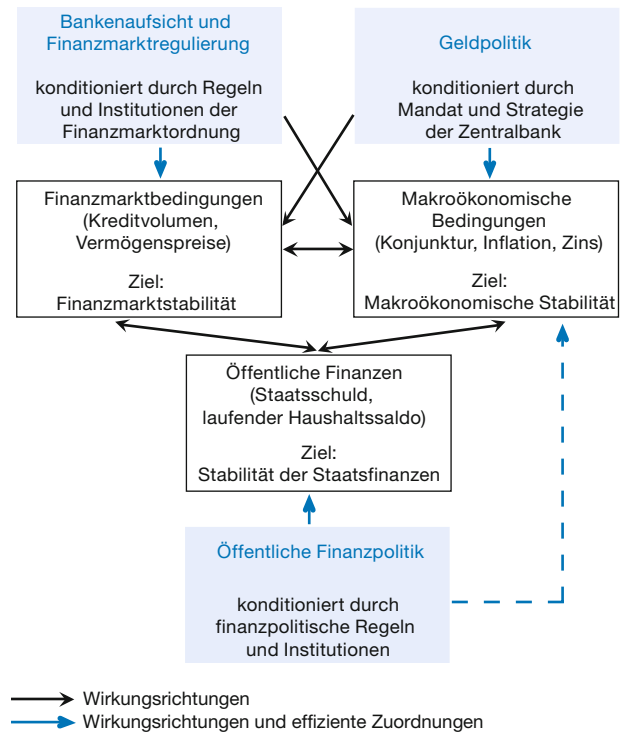 Bankenaufsicht und
Finanzmarktregulierung
konditioniert durch Regeln
und Institutionen der
Finanzmarktordnung
Geldpolitik
konditioniert durch
Mandat und Strategie
der Zentralbank
Finanzmarktbedingungen
(Kreditvolumen,
Vermögenspreise)
Ziel:
Finanzmarktstabilität
Makroökonomische
Bedingungen
(Konjunktur, Inflation, Zins)
Ziel:
Makroökonomische Stabilität
Öffentliche Finanzen
(Staatsschuld,
laufender Haushaltssaldo)
Ziel:
Stabilität der Staatsfinanzen
Öffentliche Finanzpolitik
konditioniert durch
finanzpolitische Regeln
und Institutionen
Wirkungsrichtungen
Wirkungsrichtungen und effiziente Zuordnungen